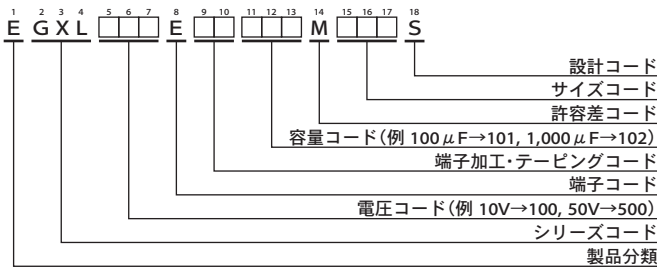 1 2 3 4 5 6 7 8 9 10 11 12 13 14 15 16 17 18
E GXL □□□ E □□ □□□ M □□□ S
設計コード
サイズコード
許容差コード
容量コード（例 100μF→101, 1,000μF→102）
端子加工・テーピングコード
端子コード
電圧コード（例 10V→100, 50V→500）
シリーズコード
製品分類